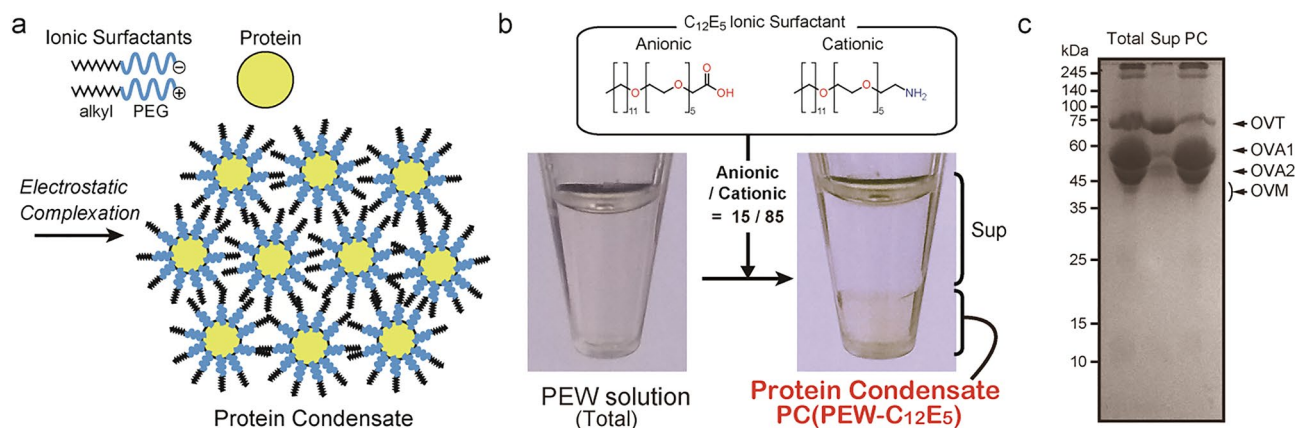 a
Ionic Surfactants
Protein
⊖
⊕
alkyl PEG
Electrostatic
Complexation
Protein Condensate
b
C12E5 Ionic Surfactant
Anionic
Cationic
O
O
O
OH
11
5
O
O
NH2
11
5
Anionic
/ Cationic
= 15 / 85
Sup
PEW solution
(Total)
Protein Condensate
PC(PEW-C12E5)
c
Total Sup PC
kDa
245
140
100
75
60
45
35
25
15
10
OVT
OVA1
OVA2
OVM